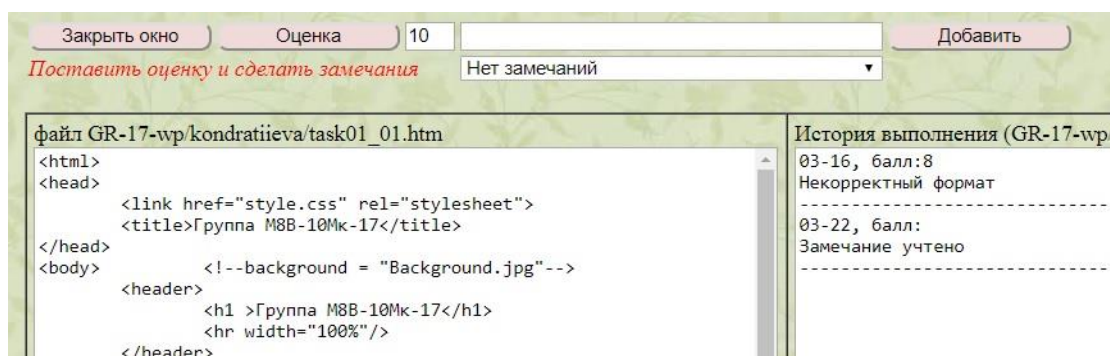 Закрыть окно Оценка 10 Добавить
Поставить оценку и сделать замечания Нет замечаний
файл GR-17-wp/kondratiieva/task01_01.htm
<html>
<head>
<link href="style.css" rel="stylesheet">
<title>Группа М8В-10Мк-17</title>
</head>
<body> <!--background = "Background.jpg"-->
<header>
<h1 >Группа М8В-10Мк-17</h1>
<hr width="100%"/>
</header>
История выполнения (GR-17-wp/
03-16, балл:8
Некорректный формат
--------------------------------
03-22, балл:
Замечание учтено
--------------------------------